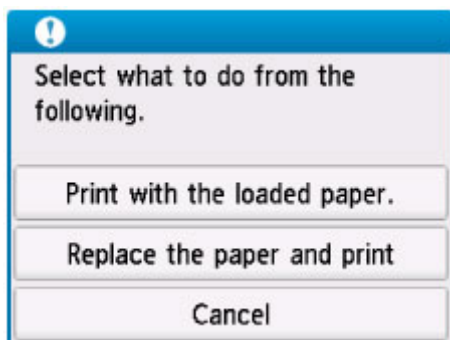 Select what to do from the
following.
Print with the loaded paper.
Replace the paper and print
Cancel